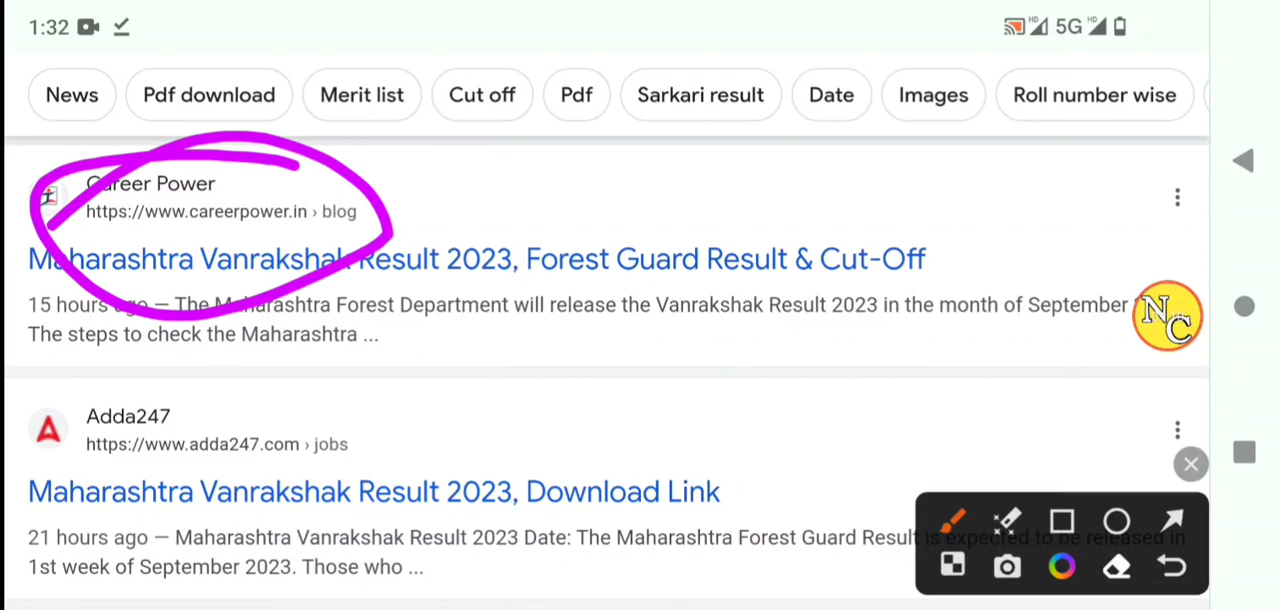 1:32
HD 5G HD
News Pdf download Merit list Cut off Pdf Sarkari result Date Images Roll number wise
Career Power
https://www.careerpower.in › blog
Maharashtra Vanrakshak Result 2023, Forest Guard Result & Cut-Off
15 hours ago — The Maharashtra Forest Department will release the Vanrakshak Result 2023 in the month of September
The steps to check the Maharashtra ...
NC
Adda247
https://www.adda247.com › jobs
Maharashtra Vanrakshak Result 2023, Download Link
21 hours ago — Maharashtra Vanrakshak Result 2023 Date: The Maharashtra Forest Guard Result is expected to be released in
1st week of September 2023. Those who ...